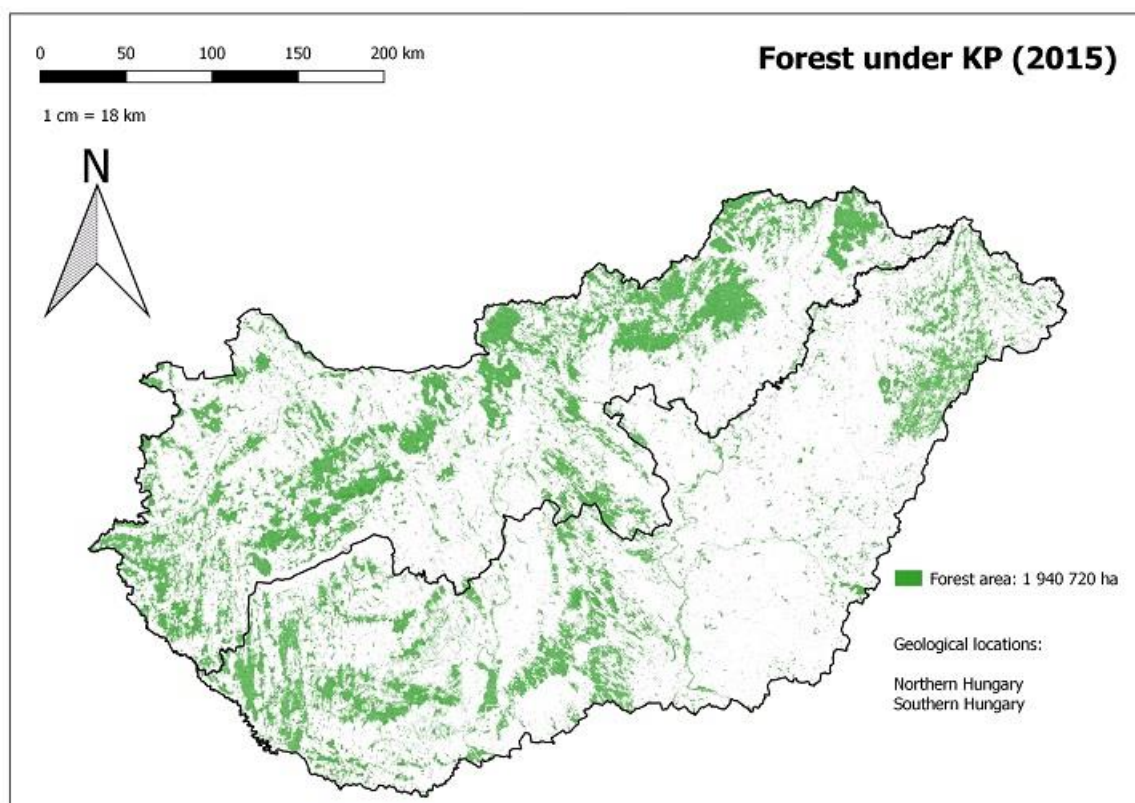 0 50 100 150 200 km
Forest under KP (2015)
1 cm = 18 km
N
Forest area: 1 940 720 ha
Geological locations:
Northern Hungary
Southern Hungary